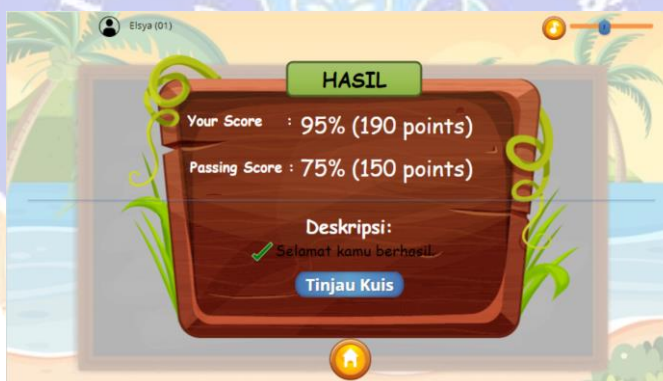 Elsya (01)
HASIL
Your Score : 95% (190 points)
Passing Score : 75% (150 points)
Deskripsi:
Selamat kamu berhasil.
Tinjau Kuis